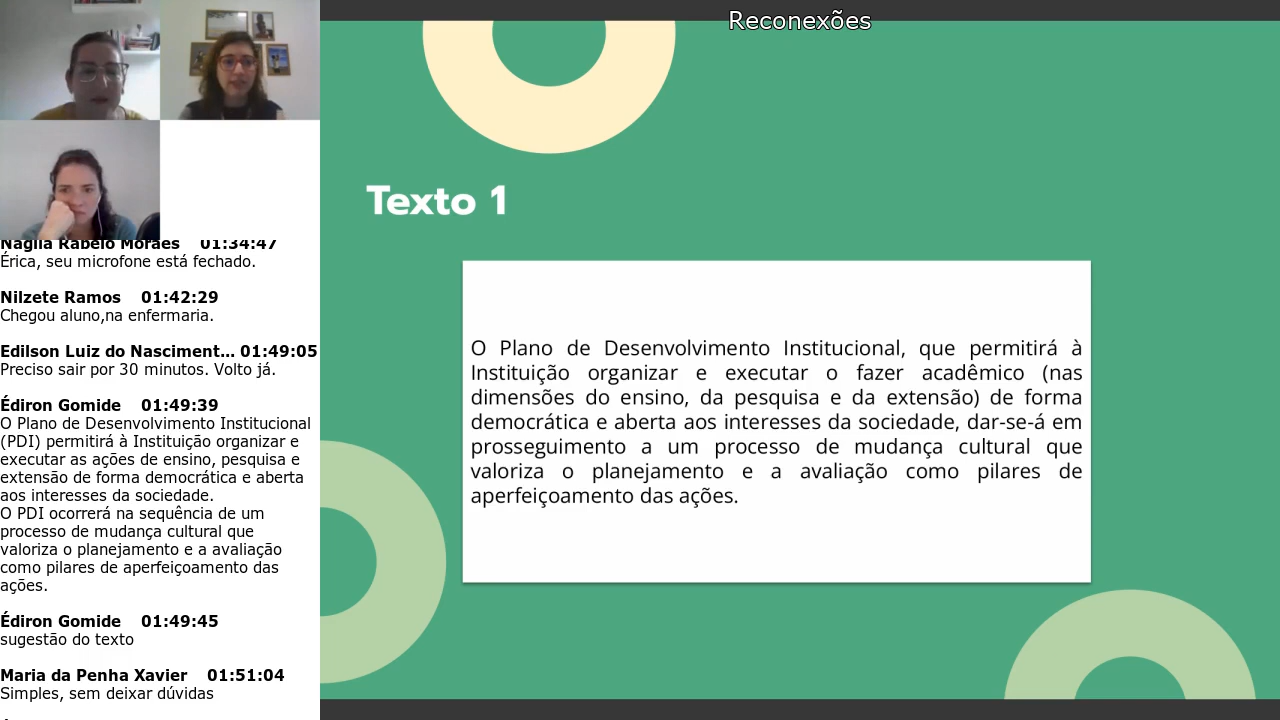 Reconexões
Naglia Rabelo Moraes 01:34:47
Érica, seu microfone está fechado.
Nilzete Ramos 01:42:29
Chegou aluno,na enfermaria.
Edilson Luiz do Nasciment... 01:49:05
Preciso sair por 30 minutos. Volto já.
Édiron Gomide 01:49:39
O Plano de Desenvolvimento Institucional
(PDI) permitirá à Instituição organizar e
executar as ações de ensino, pesquisa e
extensão de forma democrática e aberta
aos interesses da sociedade.
O PDI ocorrerá na sequência de um
processo de mudança cultural que
valoriza o planejamento e a avaliação
como pilares de aperfeiçoamento das
ações.
Édiron Gomide 01:49:45
sugestão do texto
Maria da Penha Xavier 01:51:04
Simples, sem deixar dúvidas
Texto 1
O Plano de Desenvolvimento Institucional, que permitirá à
Instituição organizar e executar o fazer acadêmico (nas
dimensões do ensino, da pesquisa e da extensão) de forma
democrática e aberta aos interesses da sociedade, dar-se-á em
prosseguimento a um processo de mudança cultural que
valoriza o planejamento e a avaliação como pilares de
aperfeiçoamento das ações.